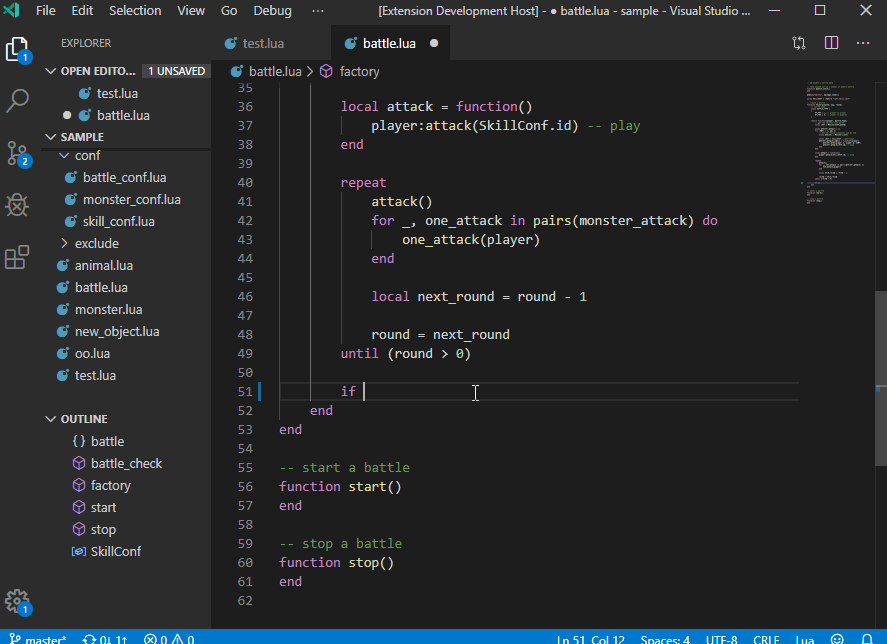 File Edit Selection View Go Debug ··· [Extension Development Host] - ● battle.lua - sample - Visual Studio ...
EXPLORER
test.lua battle.lua
OPEN EDITO... 1 UNSAVED
test.lua
battle.lua
SAMPLE
conf
battle_conf.lua
monster_conf.lua
skill_conf.lua
exclude
animal.lua
battle.lua
monster.lua
new_object.lua
oo.lua
test.lua
OUTLINE
{} battle
battle_check
factory
start
stop
SkillConf
1
2
1
battle.lua > factory
35
36 local attack = function()
37 player:attack(SkillConf.id) -- play
38 end
39
40 repeat
41 attack()
42 for _, one_attack in pairs(monster_attack) do
43 one_attack(player)
44 end
45
46 local next_round = round - 1
47
48 round = next_round
49 until (round > 0)
50
51 if
52 end
53 end
54
55 -- start a battle
56 function start()
57 end
58
59 -- stop a battle
60 function stop()
61 end
62
master* 0↓ 1↑ 0 0 Ln 51, Col 12 Spaces: 4 UTF-8 CRLF Lua